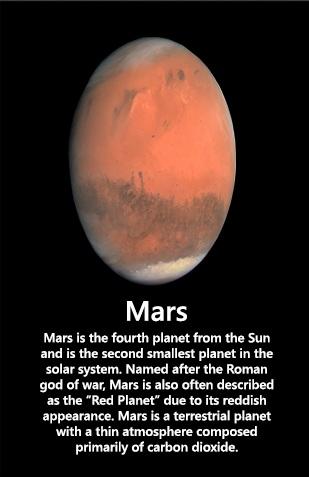 Mars
Mars is the fourth planet from the Sun
and is the second smallest planet in the
solar system. Named after the Roman
god of war, Mars is also often described
as the “Red Planet” due to its reddish
appearance. Mars is a terrestrial planet
with a thin atmosphere composed
primarily of carbon dioxide.